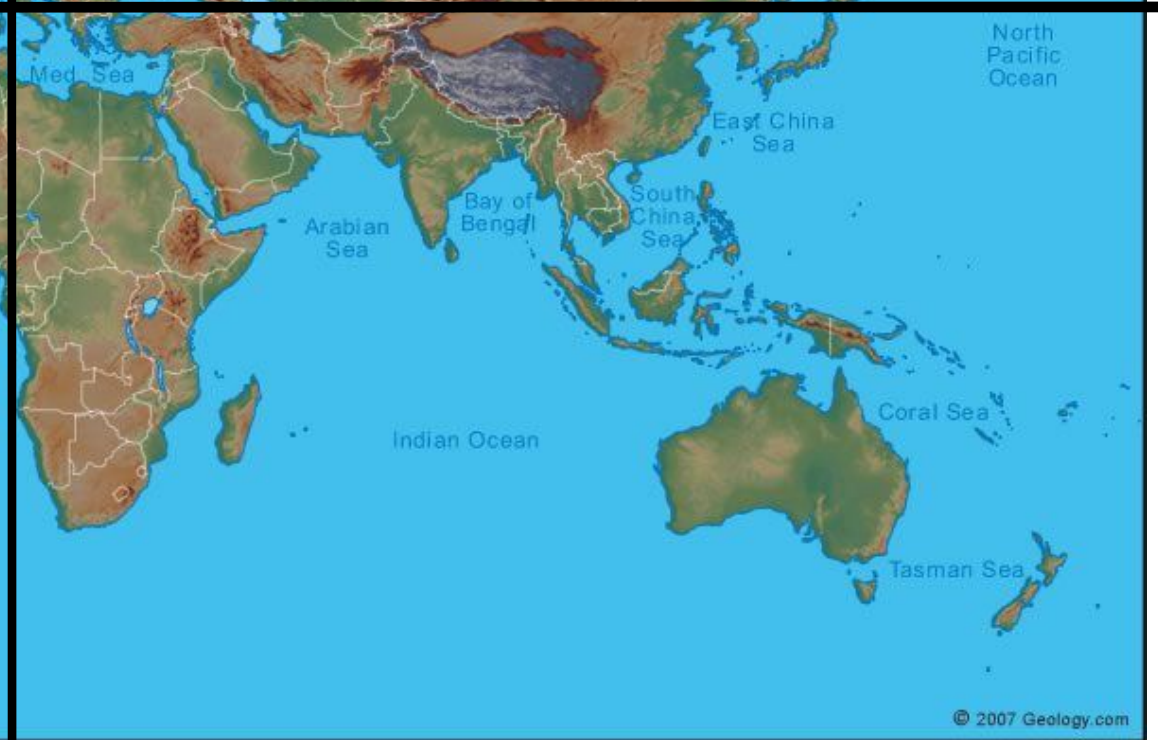 North
Pacific
Ocean
Med Sea
East China
Sea
South
China
Sea
Bay of
Bengal
Arabian
Sea
Coral Sea
Indian Ocean
Tasman Sea
© 2007 Geology.com